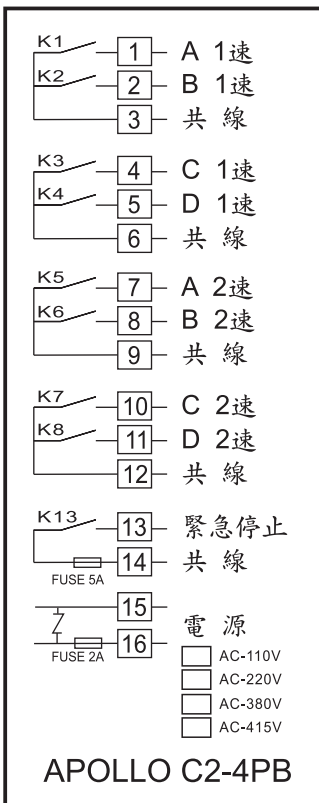 K1 1 A 1速
K2 2 B 1速
3 共線
K3 4 C 1速
K4 5 D 1速
6 共線
K5 7 A 2速
K6 8 B 2速
9 共線
K7 10 C 2速
K8 11 D 2速
12 共線
K13 13 緊急停止
14 共線
FUSE 5A
15
電源
16
FUSE 2A
AC-110V
AC-220V
AC-380V
AC-415V
APOLLO C2-4PB